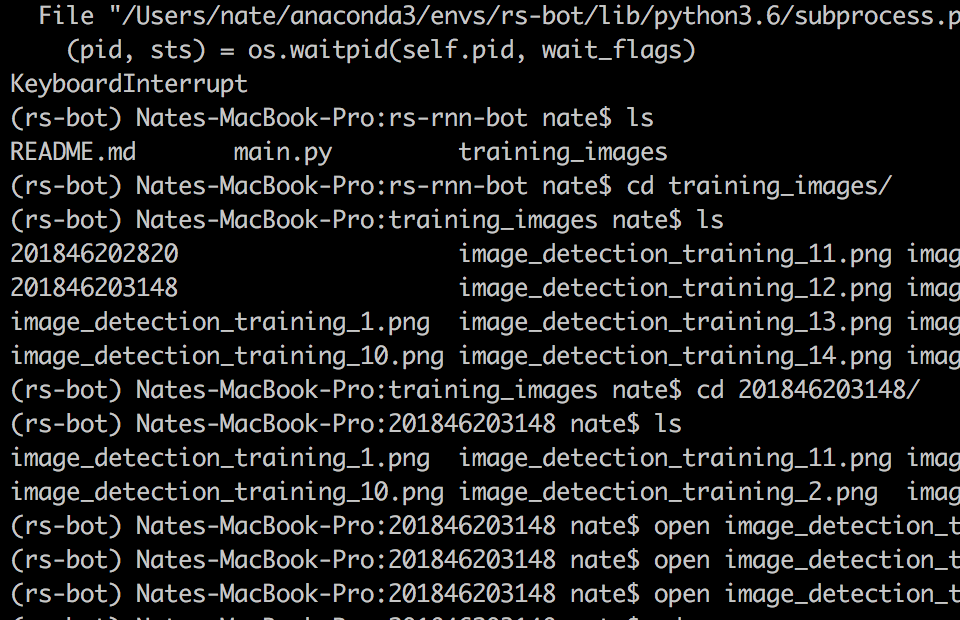 File "/Users/nate/anaconda3/envs/rs-bot/lib/python3.6/subprocess.p
(pid, sts) = os.waitpid(self.pid, wait_flags)
KeyboardInterrupt
(rs-bot) Nates-MacBook-Pro:rs-rnn-bot nate$ ls
README.md main.py training_images
(rs-bot) Nates-MacBook-Pro:rs-rnn-bot nate$ cd training_images/
(rs-bot) Nates-MacBook-Pro:training_images nate$ ls
201846202820 image_detection_training_11.png imag
201846203148 image_detection_training_12.png imag
image_detection_training_1.png image_detection_training_13.png imag
image_detection_training_10.png image_detection_training_14.png imag
(rs-bot) Nates-MacBook-Pro:training_images nate$ cd 201846203148/
(rs-bot) Nates-MacBook-Pro:201846203148 nate$ ls
image_detection_training_1.png image_detection_training_11.png imag
image_detection_training_10.png image_detection_training_2.png imag
(rs-bot) Nates-MacBook-Pro:201846203148 nate$ open image_detection_t
(rs-bot) Nates-MacBook-Pro:201846203148 nate$ open image_detection_t
(rs-bot) Nates-MacBook-Pro:201846203148 nate$ open image_detection_t